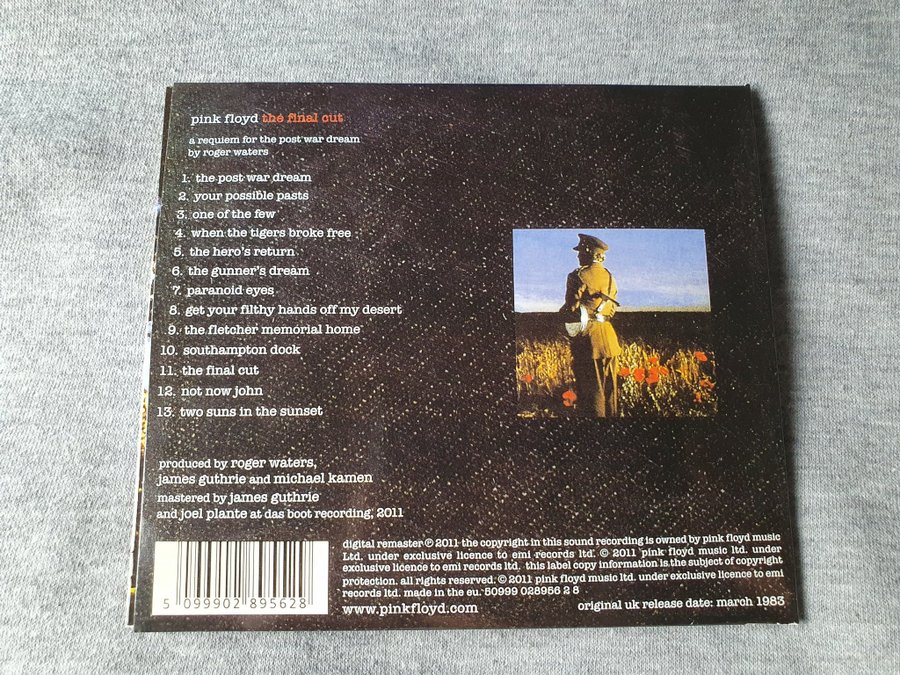 pink floyd the final cut
a requiem for the post war dream
by roger waters
1. the post war dream
2. your possible pasts
3. one of the few
4. when the tigers broke free
5. the hero's return
6. the gunner's dream
7. paranoid eyes
8. get your filthy hands off my desert
9. the fletcher memorial home
10. southampton dock
11. the final cut
12. not now john
13. two suns in the sunset
produced by roger waters,
james guthrie and michael kamen
mastered by james guthrie
and joel plante at das boot recording, 2011
5 099902 895628
digital remaster ℗ 2011 the copyright in this sound recording is owned by pink floyd music
Ltd. under exclusive licence to emi records ltd. © 2011 pink floyd music ltd. under
exclusive licence to emi records ltd. this label copy information is the subject of copyright
protection. all rights reserved. © 2011 pink floyd music ltd. under exclusive licence to emi
records ltd. made in the eu. 50999 028956 2 8
www.pinkfloyd.com
original uk release date: march 1983